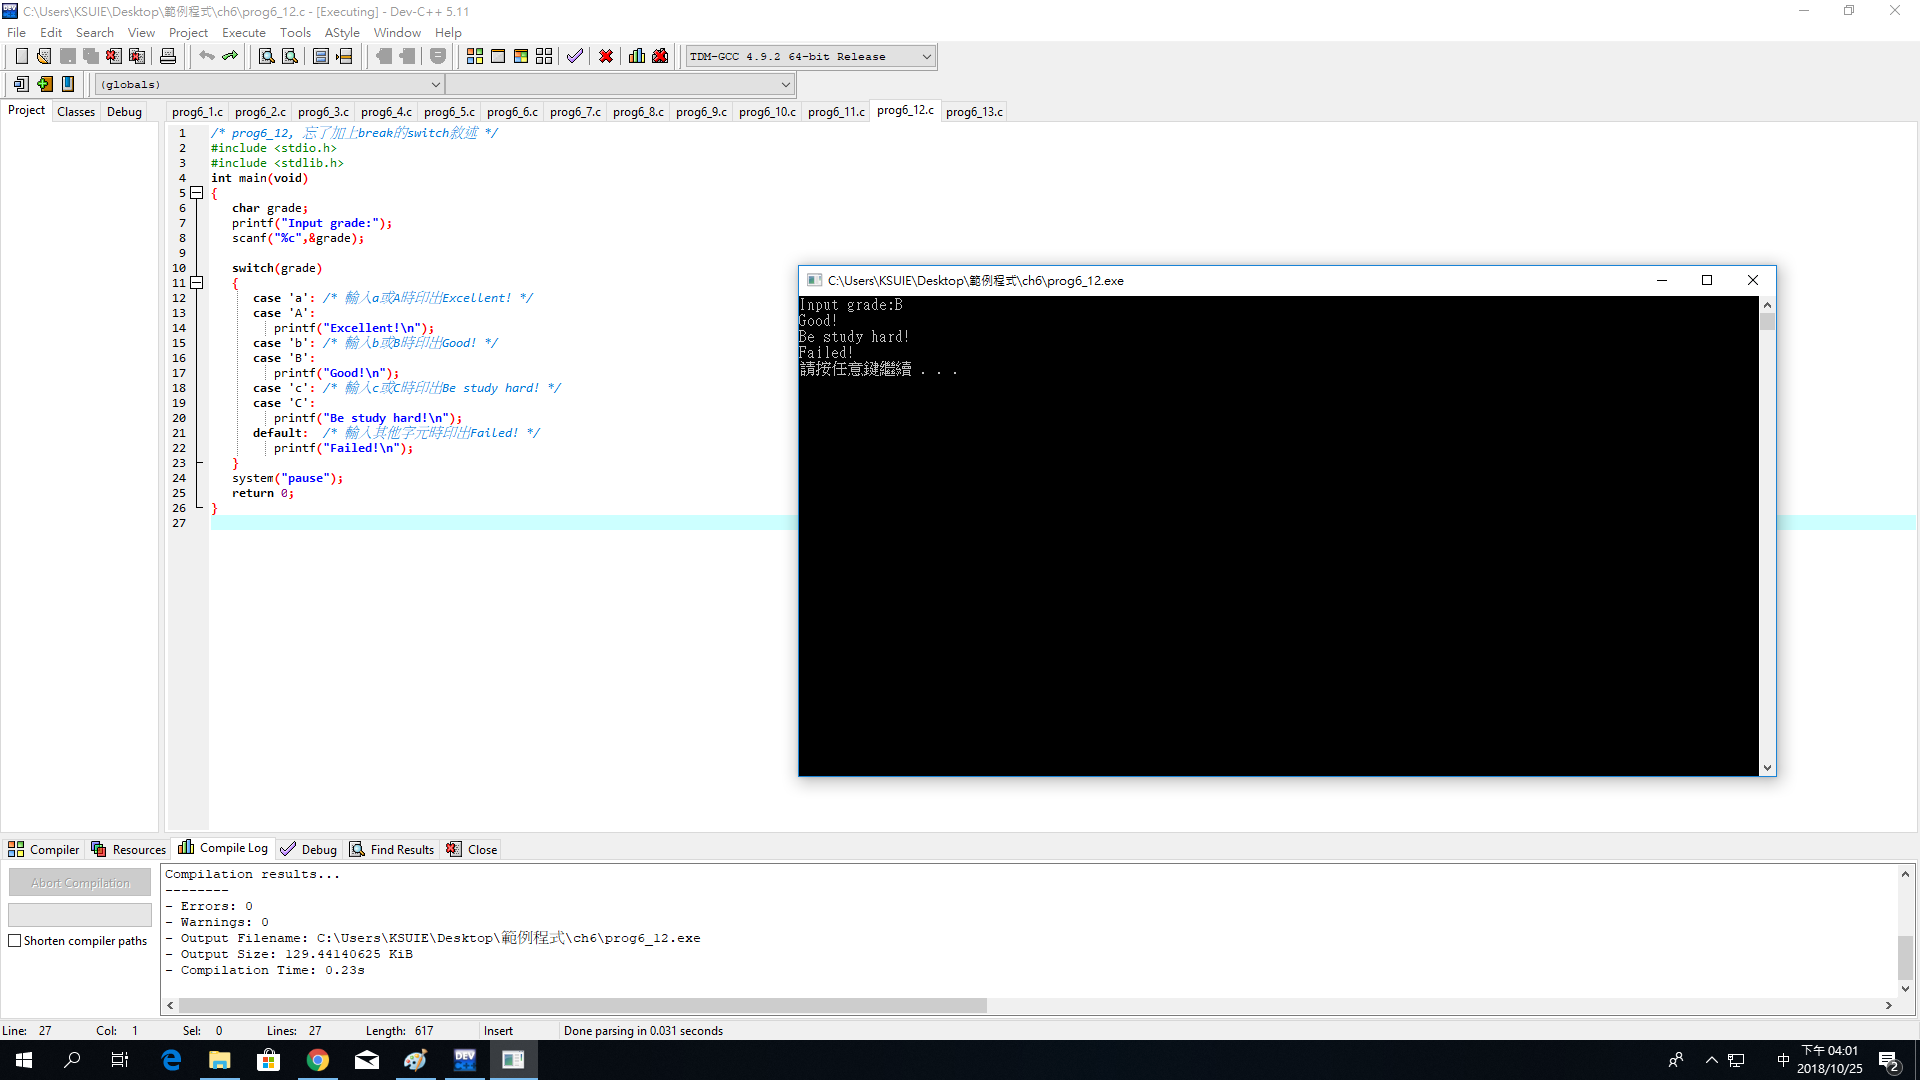 C:\Users\KSUIE\Desktop\範例程式\ch6\prog6_12.c - [Executing] - Dev-C++ 5.11
File Edit Search View Project Execute Tools AStyle Window Help
TDM-GCC 4.9.2 64-bit Release
(globals)
Project Classes Debug
prog6_1.c prog6_2.c prog6_3.c prog6_4.c prog6_5.c prog6_6.c prog6_7.c prog6_8.c prog6_9.c prog6_10.c prog6_11.c prog6_12.c prog6_13.c
1 /* prog6_12, 忘了加上break的switch敘述 */
2 #include <stdio.h>
3 #include <stdlib.h>
4 int main(void)
5 {
6 char grade;
7 printf("Input grade:");
8 scanf("%c",&grade);
9
10 switch(grade)
11 {
12 case 'a': /* 輸入a或A時印出Excellent! */
13 case 'A':
14 printf("Excellent!\n");
15 case 'b': /* 輸入b或B時印出Good! */
16 case 'B':
17 printf("Good!\n");
18 case 'c': /* 輸入c或C時印出Be study hard! */
19 case 'C':
20 printf("Be study hard!\n");
21 default: /* 輸入其他字元時印出Failed! */
22 printf("Failed!\n");
23 }
24 system("pause");
25 return 0;
26 }
27
C:\Users\KSUIE\Desktop\範例程式\ch6\prog6_12.exe
Input grade:B
Good!
Be study hard!
Failed!
請按任意鍵繼續 . . .
Compiler Resources Compile Log Debug Find Results Close
Abort Compilation
Shorten compiler paths
Compilation results...
--------
- Errors: 0
- Warnings: 0
- Output Filename: C:\Users\KSUIE\Desktop\範例程式\ch6\prog6_12.exe
- Output Size: 129.44140625 KiB
- Compilation Time: 0.23s
Line: 27 Col: 1 Sel: 0 Lines: 27 Length: 617 Insert Done parsing in 0.031 seconds
DEV C++
中
下午 04:01
2018/10/25
2